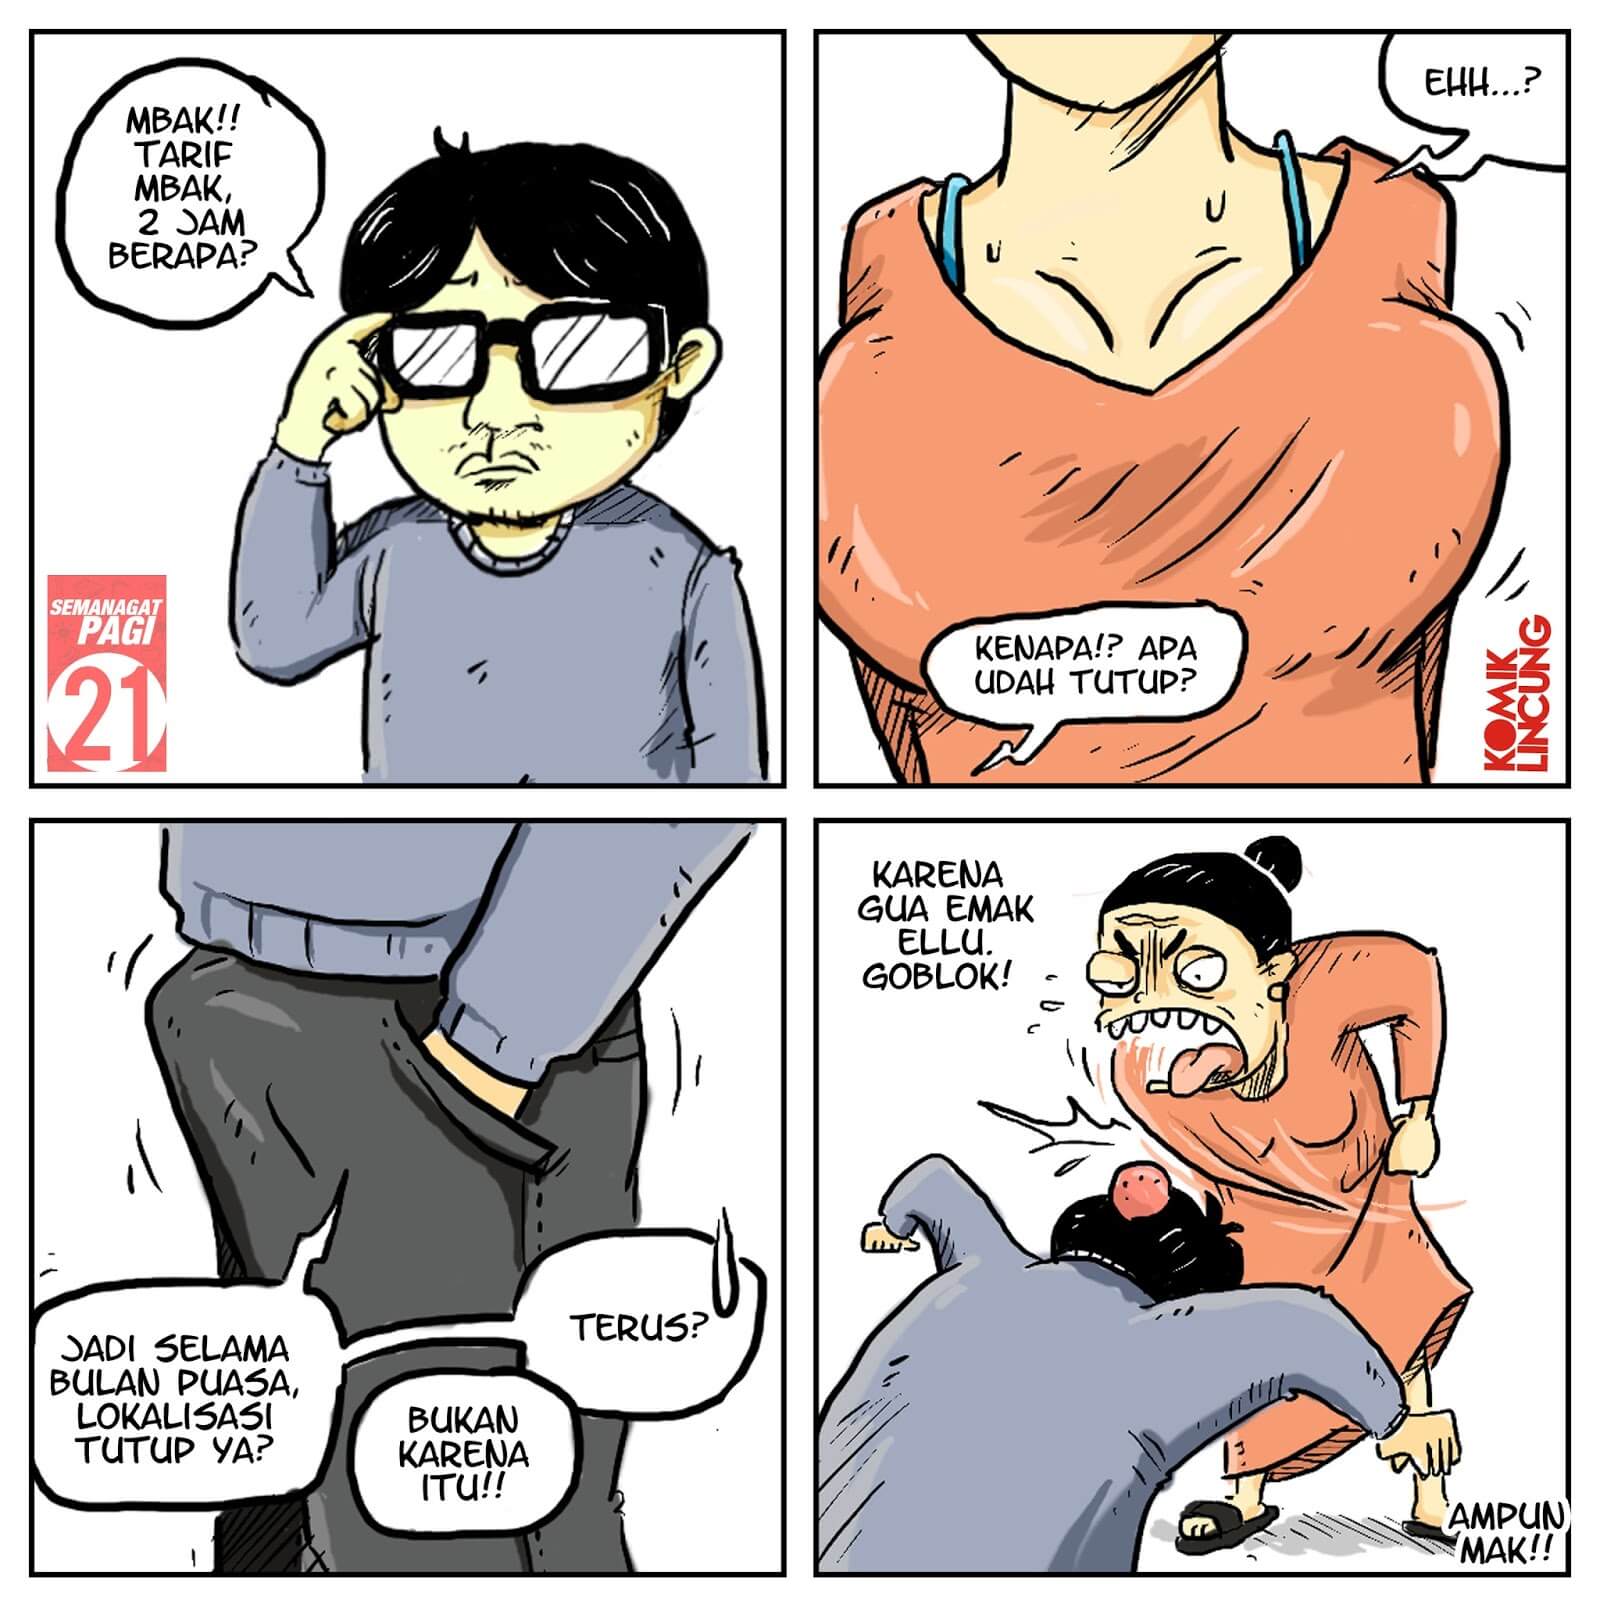 MBAK!!
TARIF
MBAK,
2 JAM
BERAPA?
SEMANAGAT
PAGI
21
EHH...?
KENAPA!? APA
UDAH TUTUP?
KOMIK
LINCUNG
JADI SELAMA
BULAN PUASA,
LOKALISASI
TUTUP YA?
BUKAN
KARENA
ITU!!
TERUS?
KARENA
GUA EMAK
ELLU.
GOBLOK!
AMPUN
MAK!!